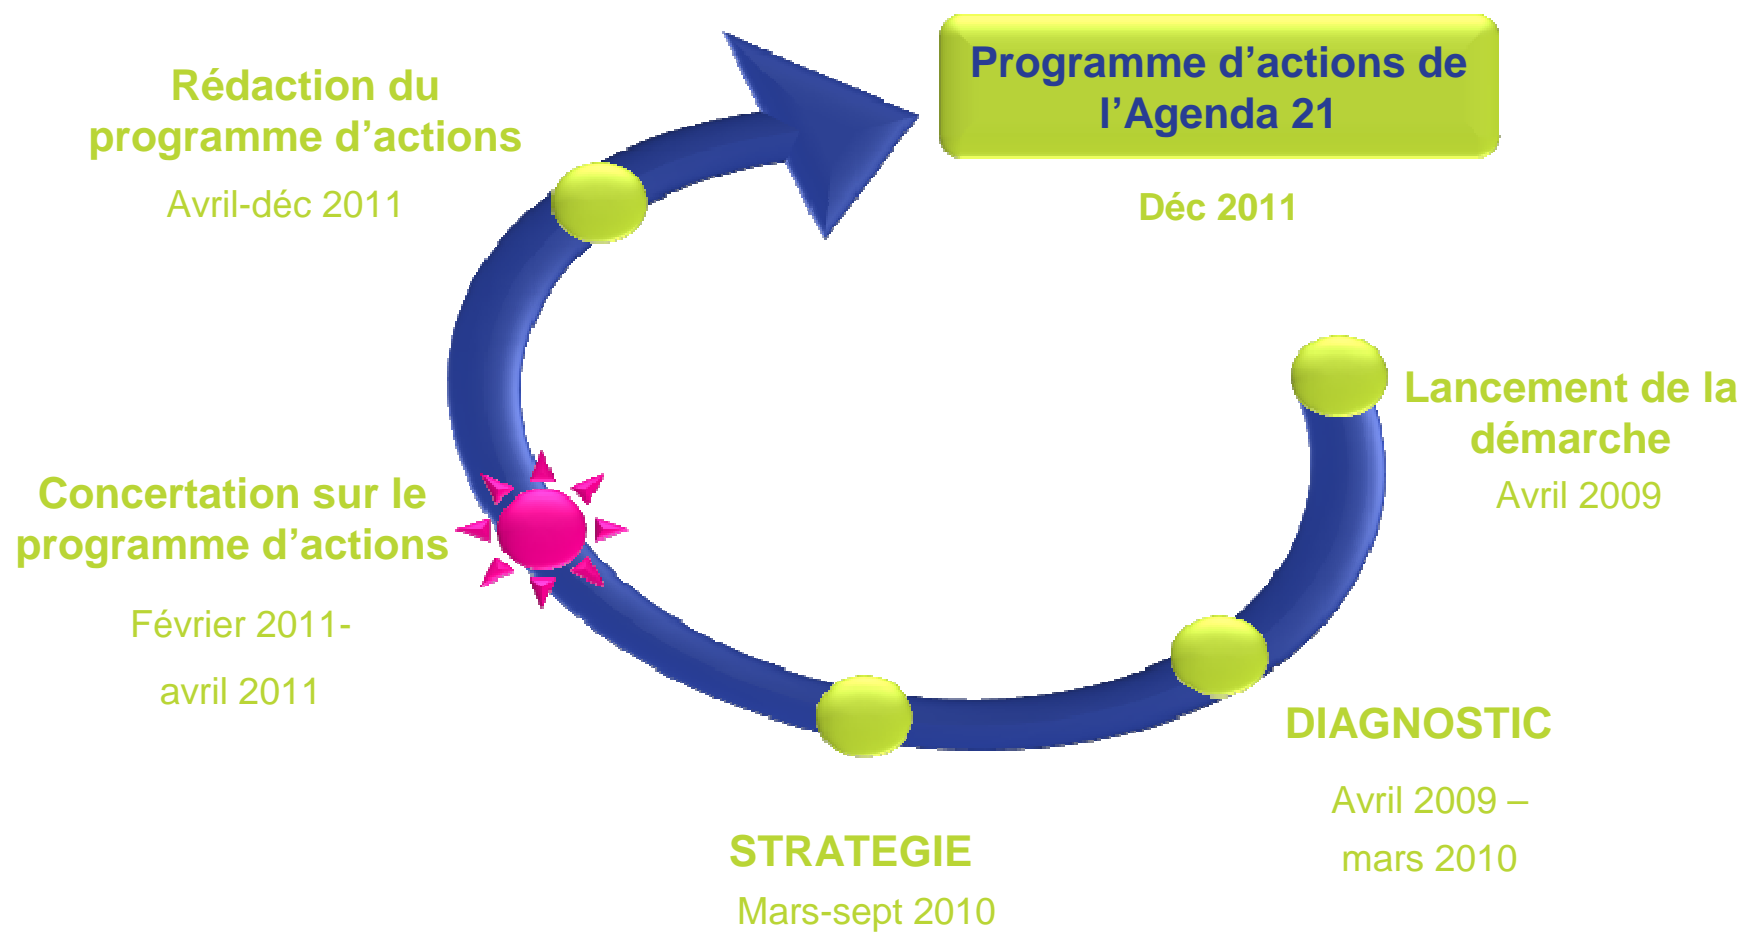 Programme d’actions de
l’Agenda 21
Déc 2011
Rédaction du
programme d’actions
Avril-déc 2011
Lancement de la
démarche
Avril 2009
Concertation sur le
programme d’actions
Février 2011-
avril 2011
DIAGNOSTIC
Avril 2009 –
mars 2010
STRATEGIE
Mars-sept 2010